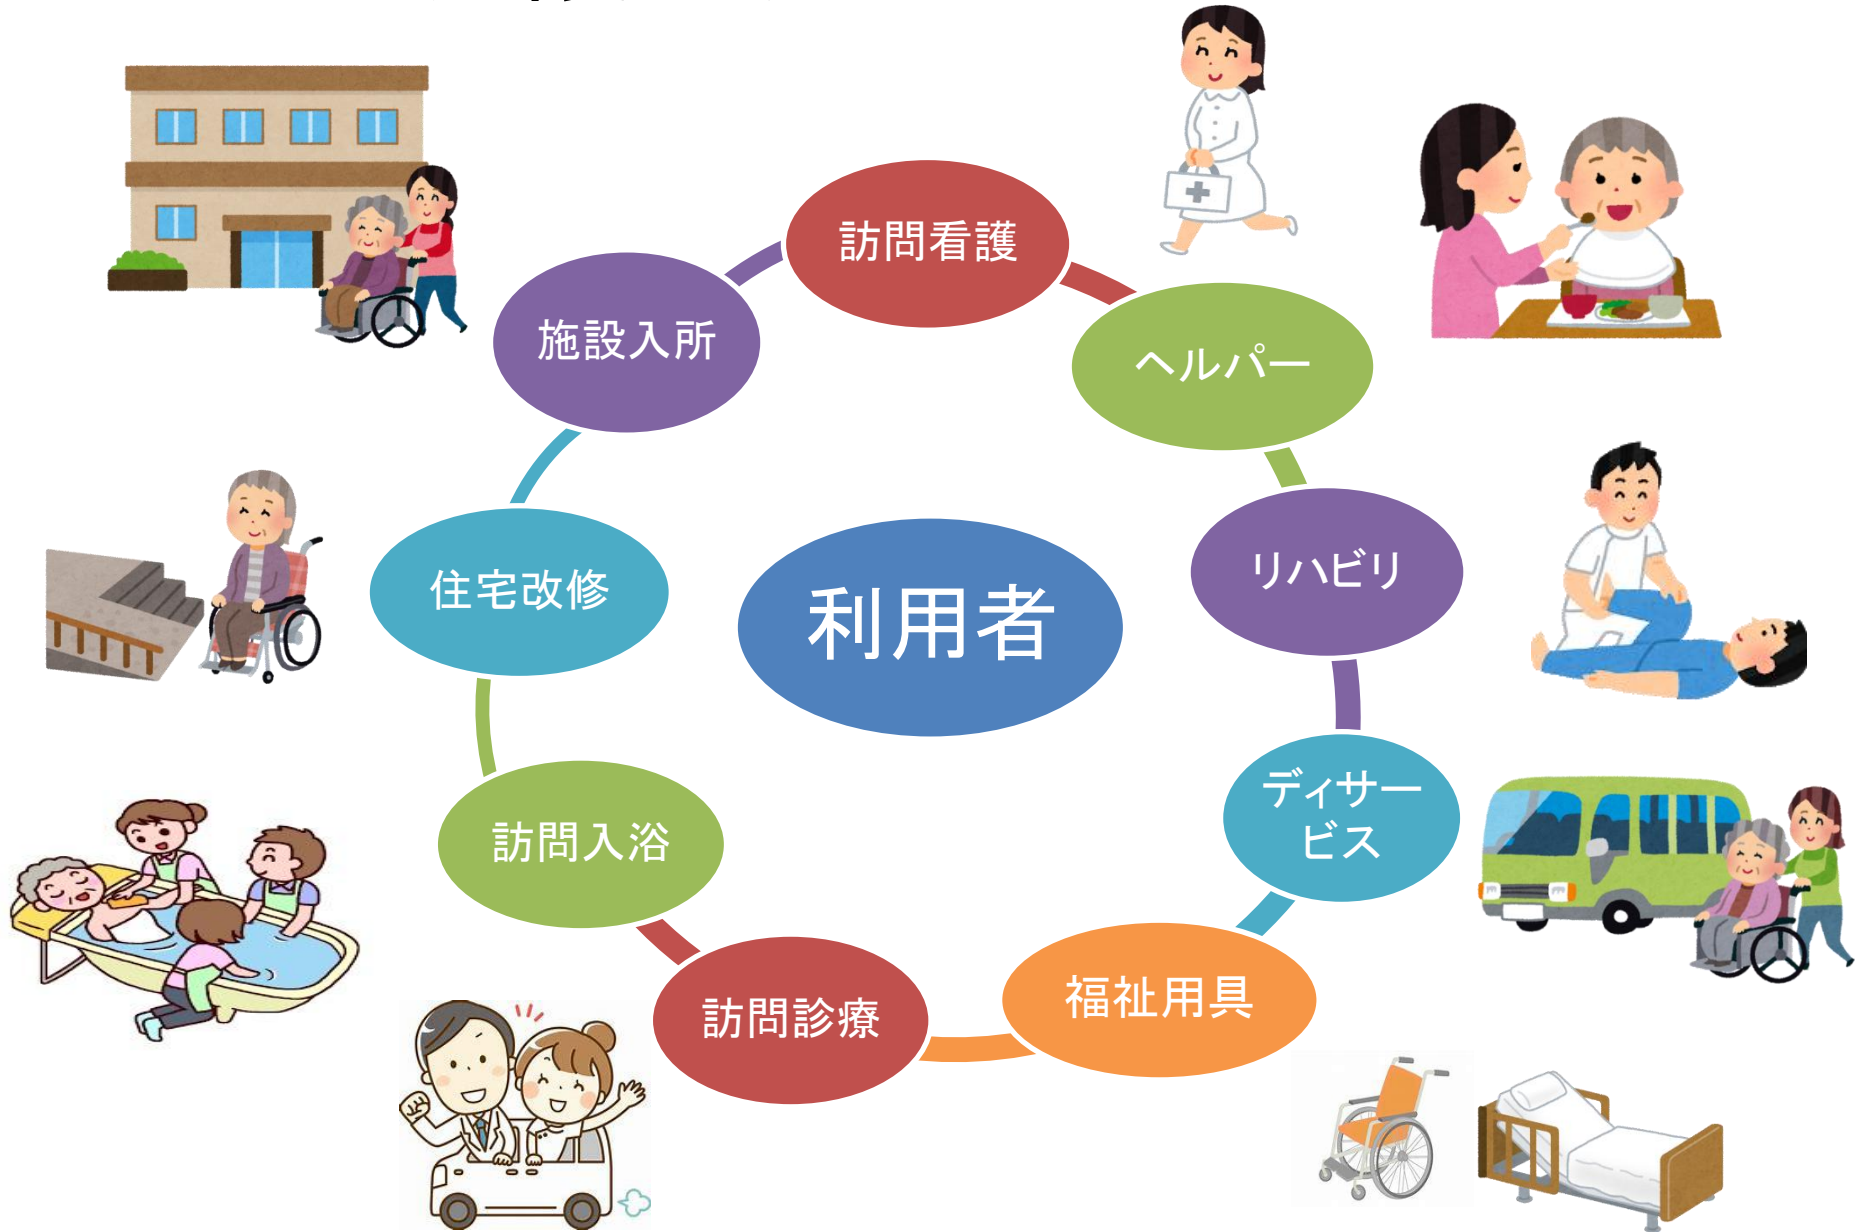 訪問看護
ヘルパー
リハビリ
ディサー
ビス
福祉用具
訪問診療
訪問入浴
住宅改修
施設入所
利用者